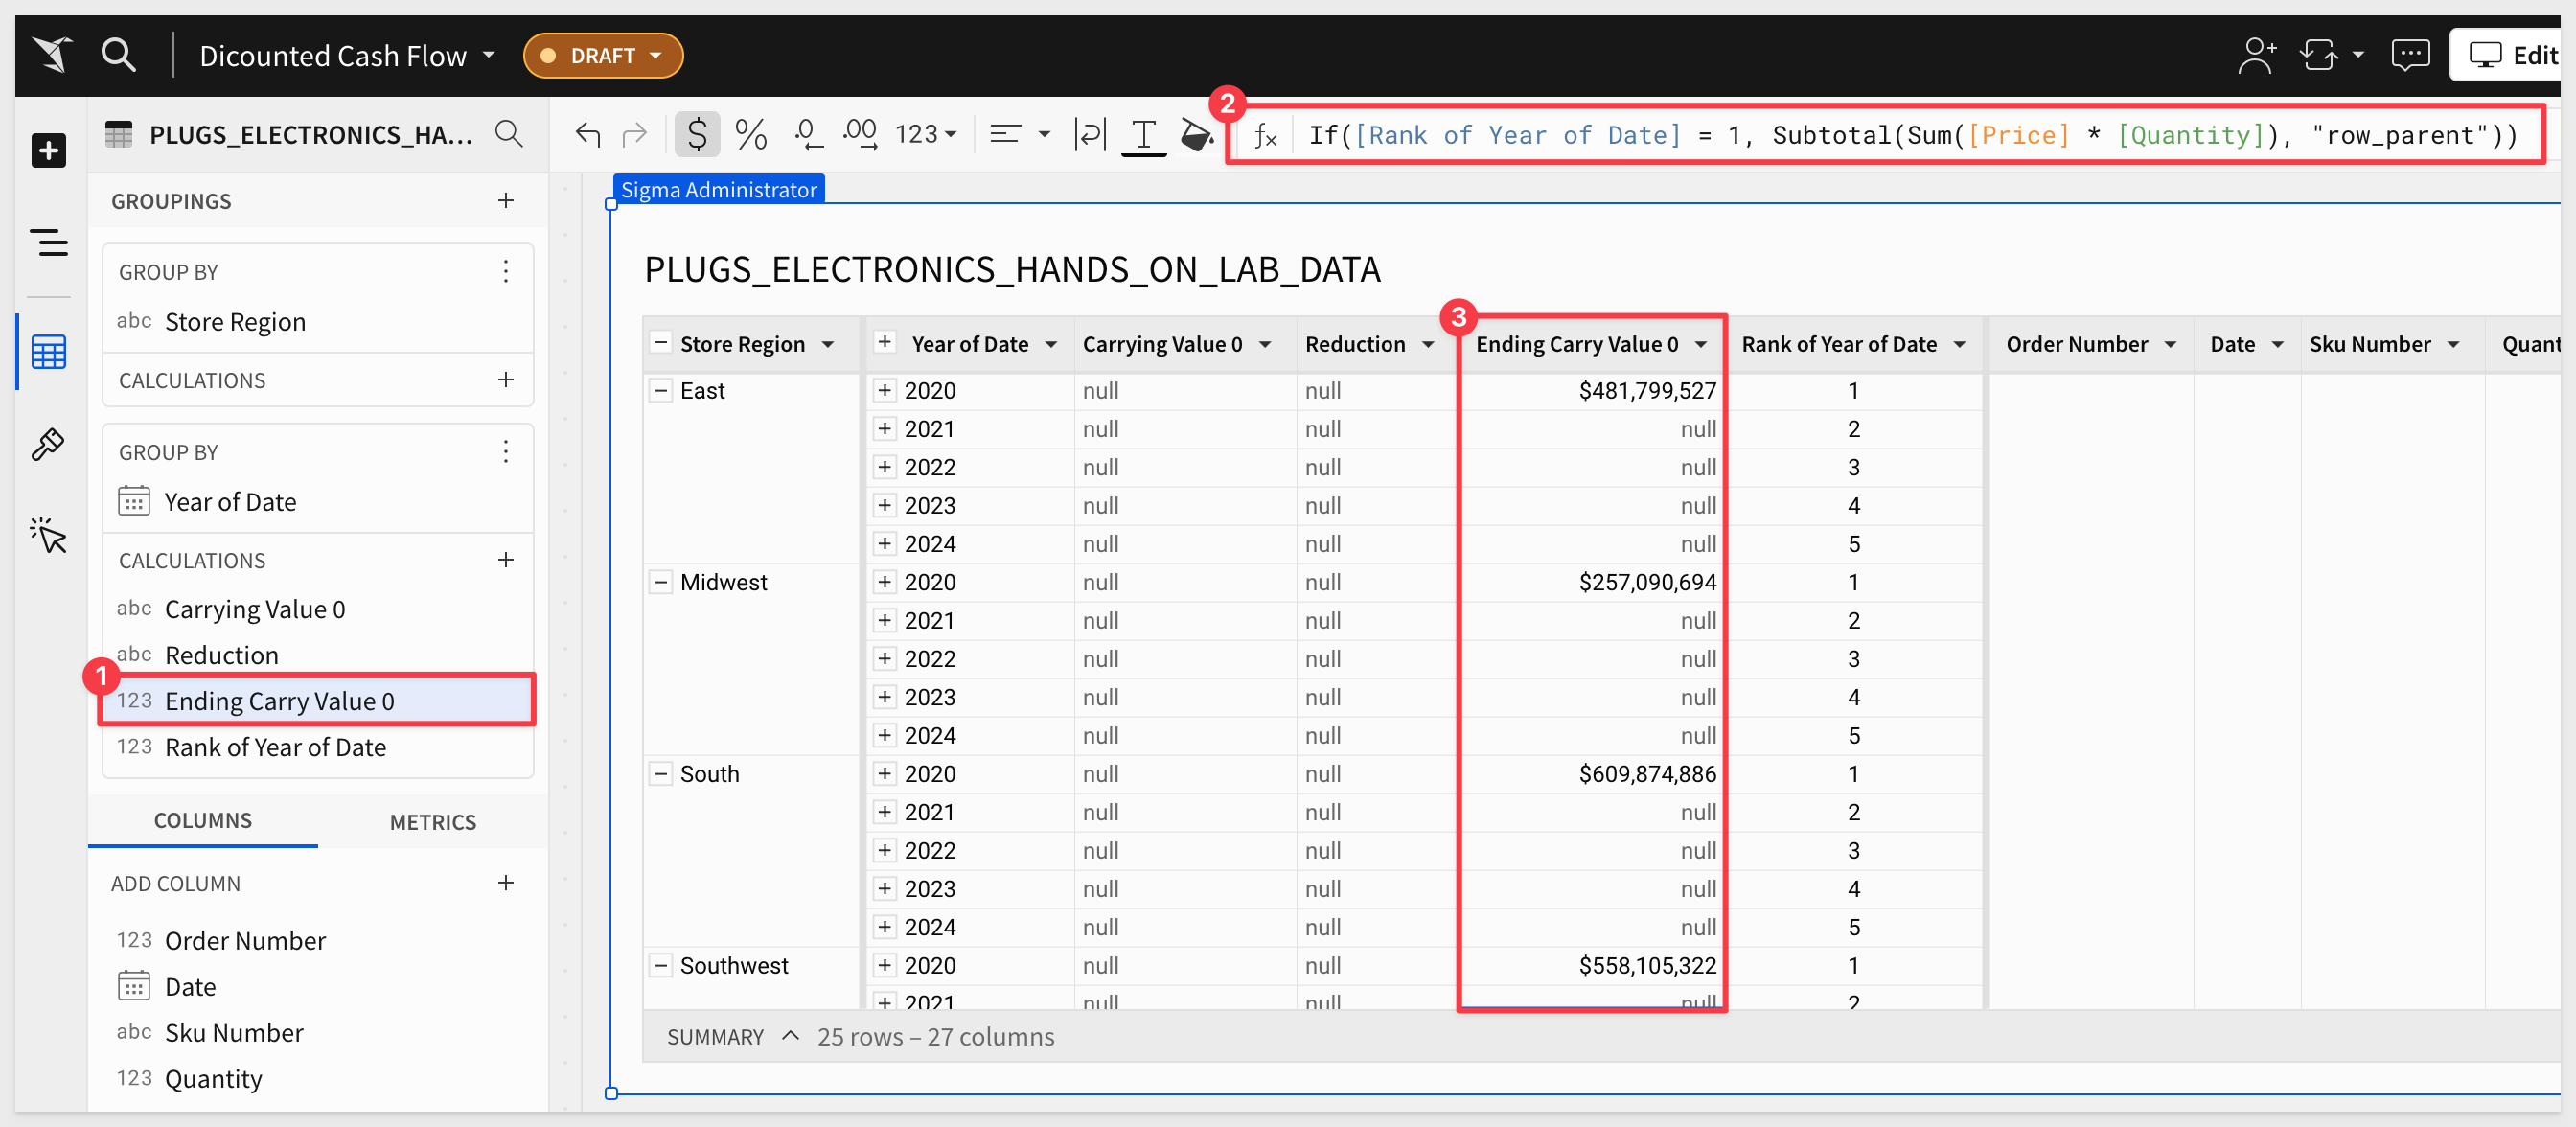 Dicounted Cash Flow
DRAFT
Edit
PLUGS_ELECTRONICS_HA...
$ % .0 .00 123
2
fx If([Rank of Year of Date] = 1, Subtotal(Sum([Price] * [Quantity]), "row_parent"))
GROUPINGS
GROUP BY
abc Store Region
CALCULATIONS
GROUP BY
Year of Date
CALCULATIONS
abc Carrying Value 0
abc Reduction
1
123 Ending Carry Value 0
123 Rank of Year of Date
COLUMNS METRICS
ADD COLUMN
123 Order Number
Date
abc Sku Number
123 Quantity
Sigma Administrator
PLUGS_ELECTRONICS_HANDS_ON_LAB_DATA
3
Store Region Year of Date Carrying Value 0 Reduction Ending Carry Value 0 Rank of Year of Date Order Number Date Sku Number Quant
East 2020 null null $481,799,527 1
2021 null null null 2
2022 null null null 3
2023 null null null 4
2024 null null null 5
Midwest 2020 null null $257,090,694 1
2021 null null null 2
2022 null null null 3
2023 null null null 4
2024 null null null 5
South 2020 null null $609,874,886 1
2021 null null null 2
2022 null null null 3
2023 null null null 4
2024 null null null 5
Southwest 2020 null null $558,105,322 1
2021 null null null 2
SUMMARY 25 rows – 27 columns